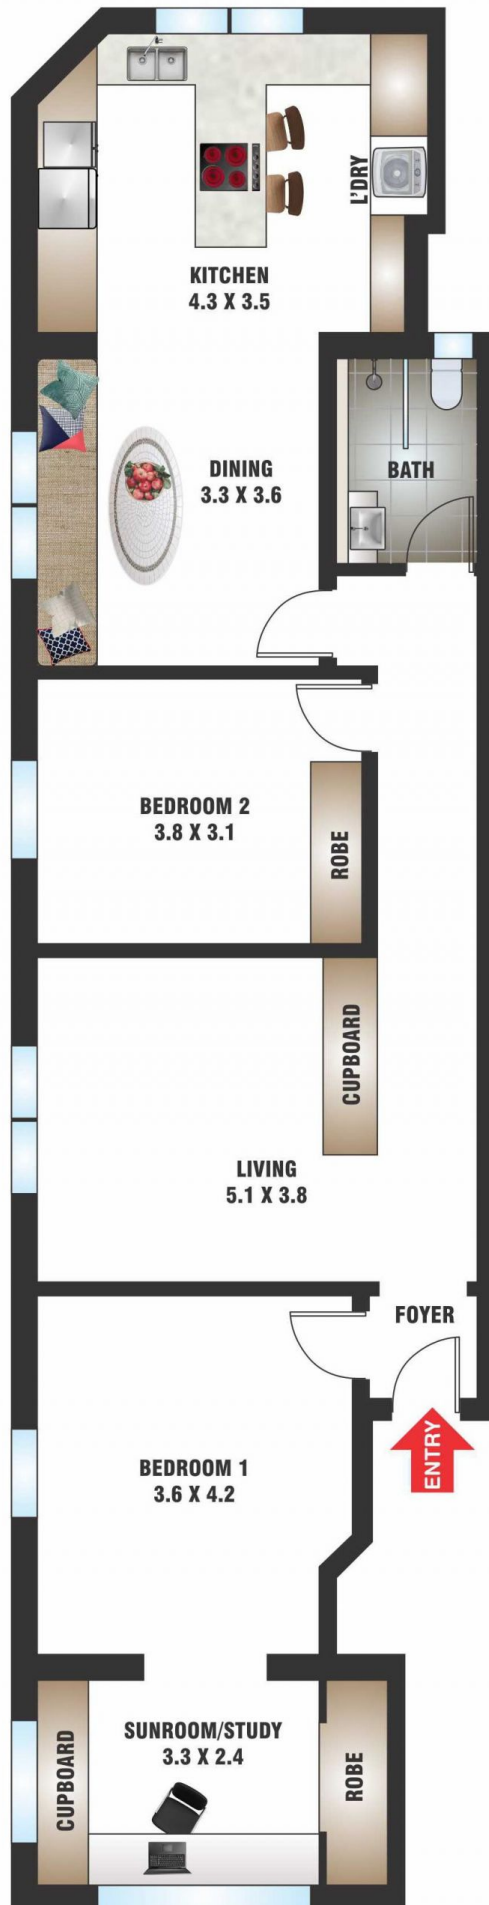 L'DRY
KITCHEN
4.3 X 3.5
DINING
3.3 X 3.6
BATH
BEDROOM 2
3.8 X 3.1
ROBE
CUPBOARD
LIVING
5.1 X 3.8
FOYER
ENTRY
BEDROOM 1
3.6 X 4.2
SUNROOM/STUDY
3.3 X 2.4
CUPBOARD
ROBE